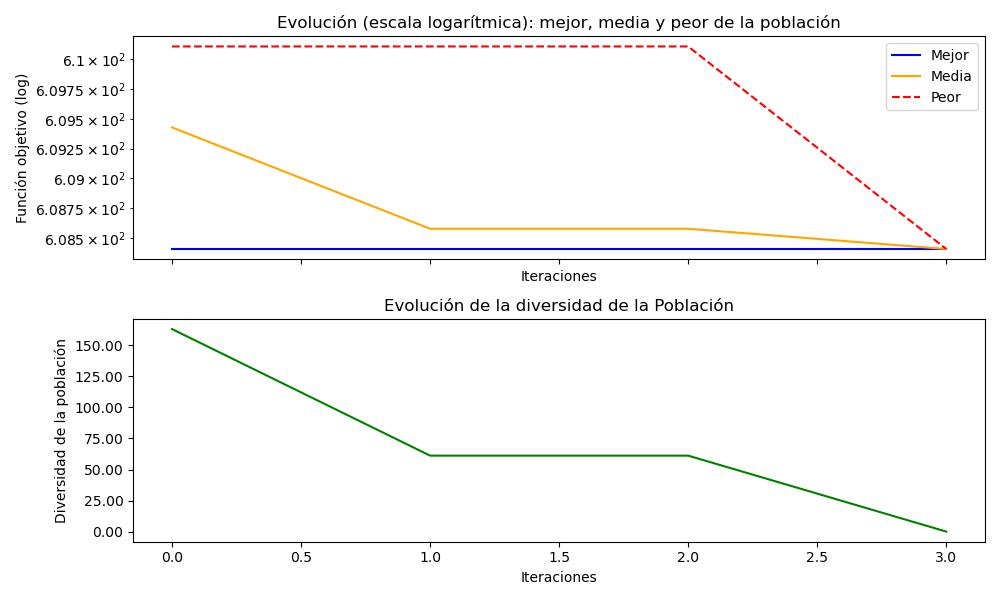 Evolución (escala logarítmica): mejor, media y peor de la población
Función objetivo (log)
6.1 × 10²
6.0975 × 10²
6.095 × 10²
6.0925 × 10²
6.09 × 10²
6.0875 × 10²
6.085 × 10²
Mejor
Media
Peor
Iteraciones
Evolución de la diversidad de la Población
Diversidad de la población
150.00
125.00
100.00
75.00
50.00
25.00
0.00
0.0 0.5 1.0 1.5 2.0 2.5 3.0
Iteraciones